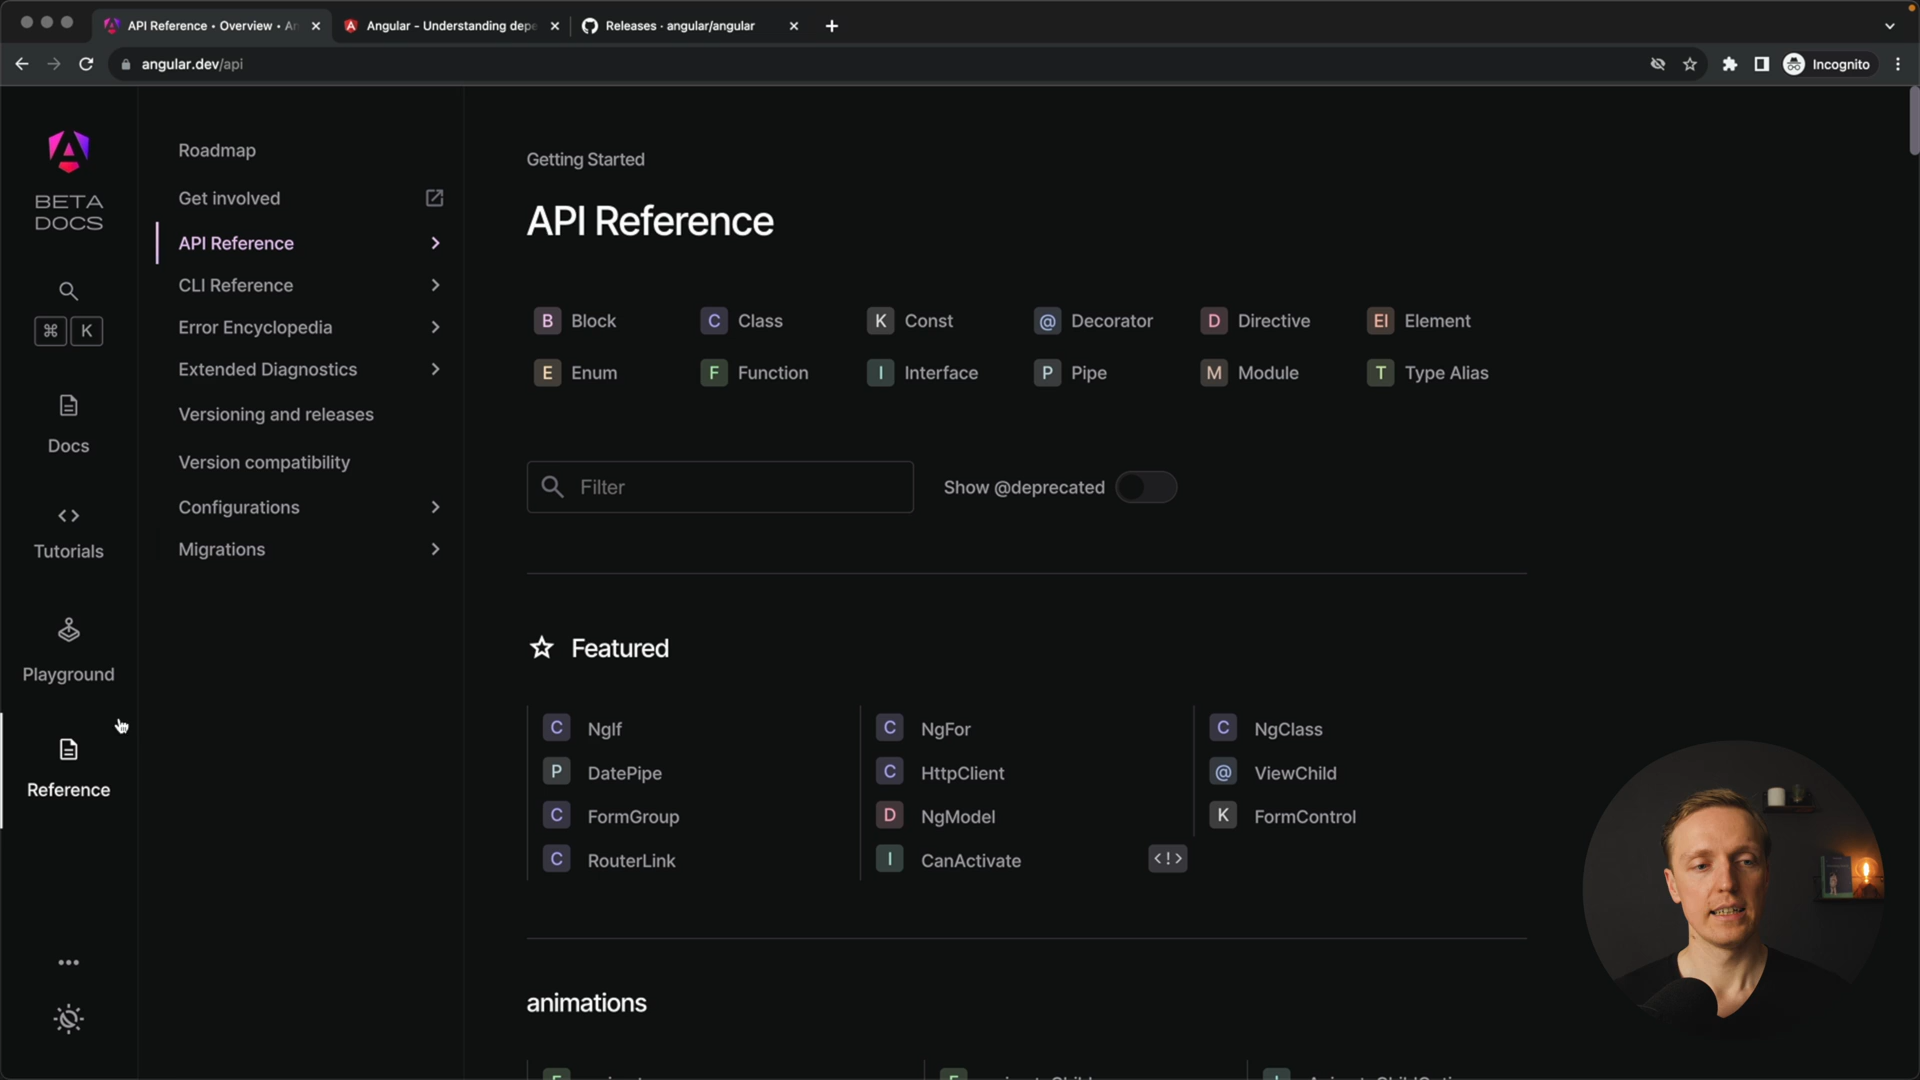 API Reference • Overview • An
Angular - Understanding depe
Releases · angular/angular
angular.dev/api
Incognito
BETA
DOCS
⌘ K
Docs
Tutorials
Playground
Reference
Roadmap
Get involved
API Reference
CLI Reference
Error Encyclopedia
Extended Diagnostics
Versioning and releases
Version compatibility
Configurations
Migrations
Getting Started
API Reference
B Block
C Class
K Const
@ Decorator
D Directive
El Element
E Enum
F Function
I Interface
P Pipe
M Module
T Type Alias
Filter
Show @deprecated
Featured
C NgIf
C NgFor
C NgClass
P DatePipe
C HttpClient
@ ViewChild
C FormGroup
D NgModel
K FormControl
C RouterLink
I CanActivate <!>
animations